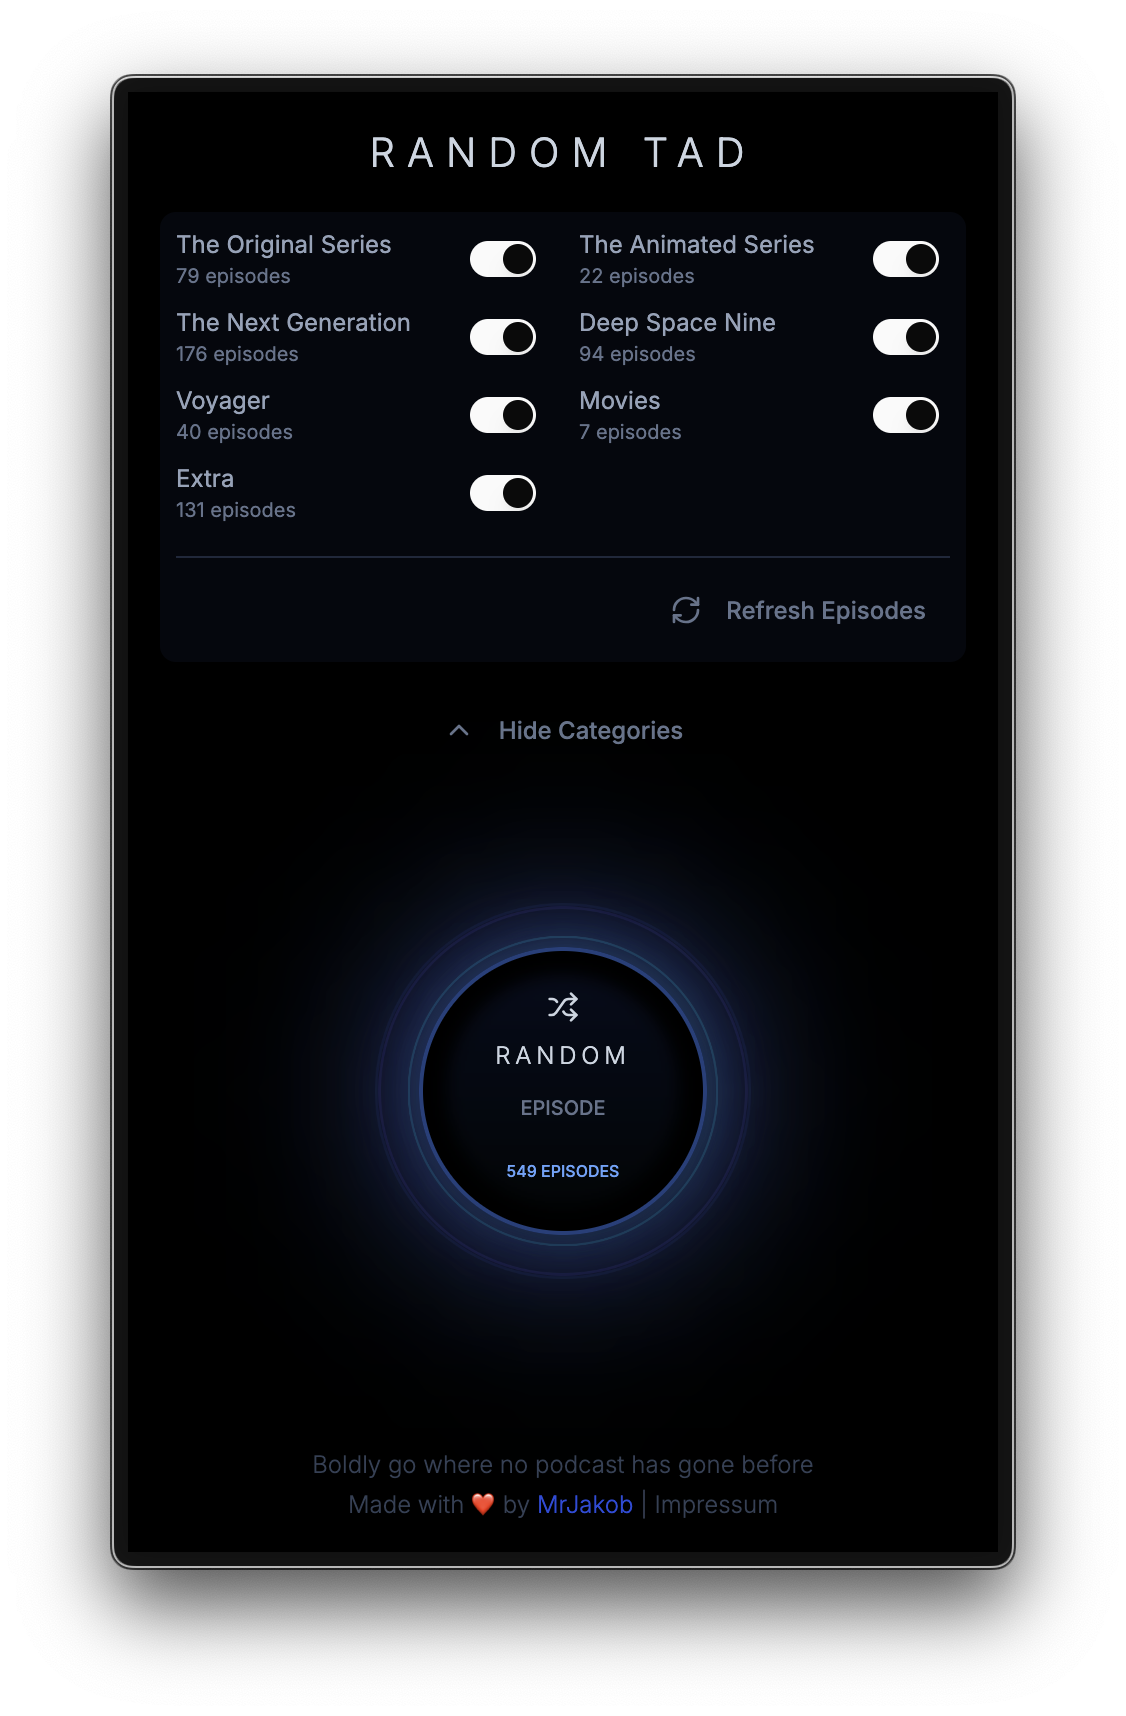 RANDOM TAD
The Original Series
79 episodes
The Animated Series
22 episodes
The Next Generation
176 episodes
Deep Space Nine
94 episodes
Voyager
40 episodes
Movies
7 episodes
Extra
131 episodes
Refresh Episodes
Hide Categories
RANDOM
EPISODE
549 EPISODES
Boldly go where no podcast has gone before
Made with ❤️ by MrJakob | Impressum